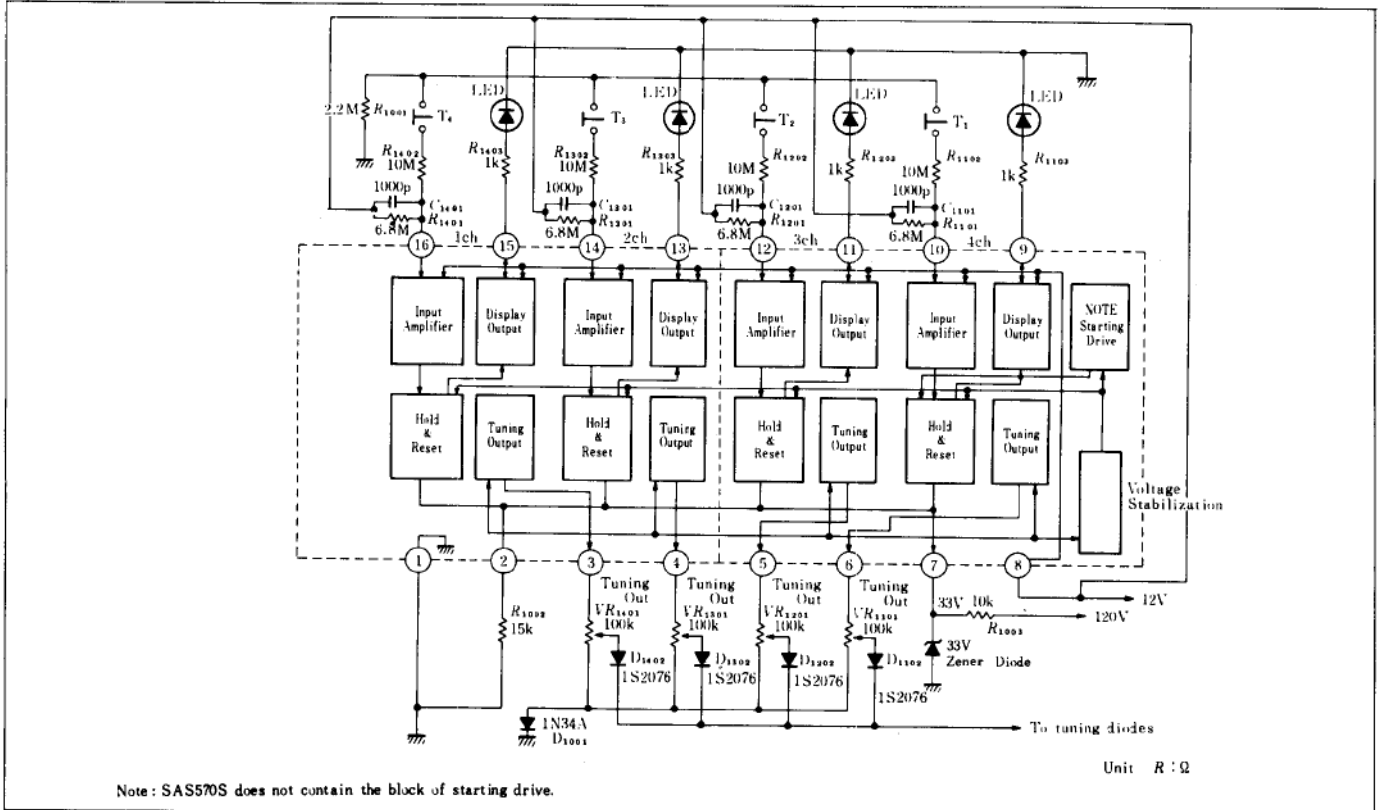 LED LED LED LED
2.2M R1001 T4 T3 T2 T1
R1402 R1403 R1302 R1303 R1202 R1203 R1102 R1103
10M 1k 10M 1k 10M 1k 10M 1k
1000p 1000p 1000p 1000p
C1401 C1301 C1201 C1101
R1401 R1301 R1201 R1101
6.8M 6.8M 6.8M 6.8M
16 1ch 15 14 2ch 13 12 3ch 11 10 4ch 9
Input Amplifier
Display Output
Input Amplifier
Display Output
Input Amplifier
Display Output
Input Amplifier
Display Output
NOTE Starting Drive
Hold & Reset
Tuning Output
Hold & Reset
Tuning Output
Hold & Reset
Tuning Output
Hold & Reset
Tuning Output
Voltage Stabilization
1 2 3 4 5 6 7 8
Tuning Out
Tuning Out
Tuning Out
Tuning Out
12V
33V 10k 120V
R1003
R1002
15k
VR1401 VR1301 VR1201 VR1101
100k 100k 100k 100k
33V
Zener Diode
D1402 D1302 D1202 D1102
1S2076 1S2076 1S2076 1S2076
1N34A
D1001
To tuning diodes
Unit R : Ω
Note : SAS570S does not contain the block of starting drive.